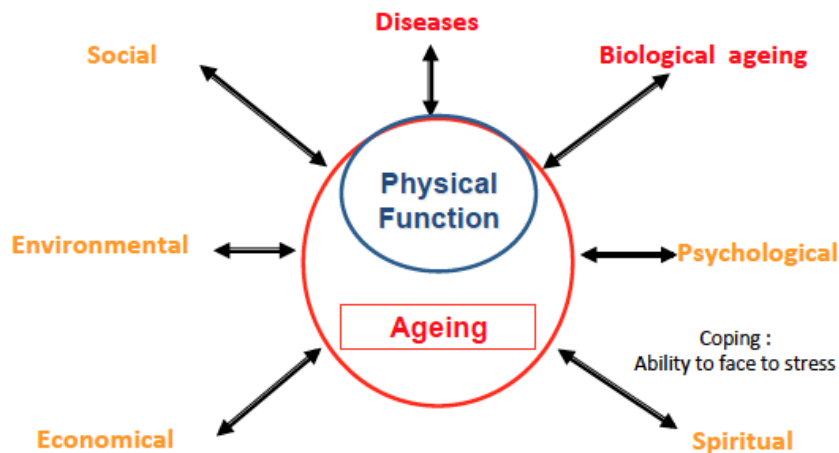 Diseases
Social
Biological ageing
Physical
Function
Environmental
Psychological
Ageing
Coping :
Ability to face to stress
Economical
Spiritual